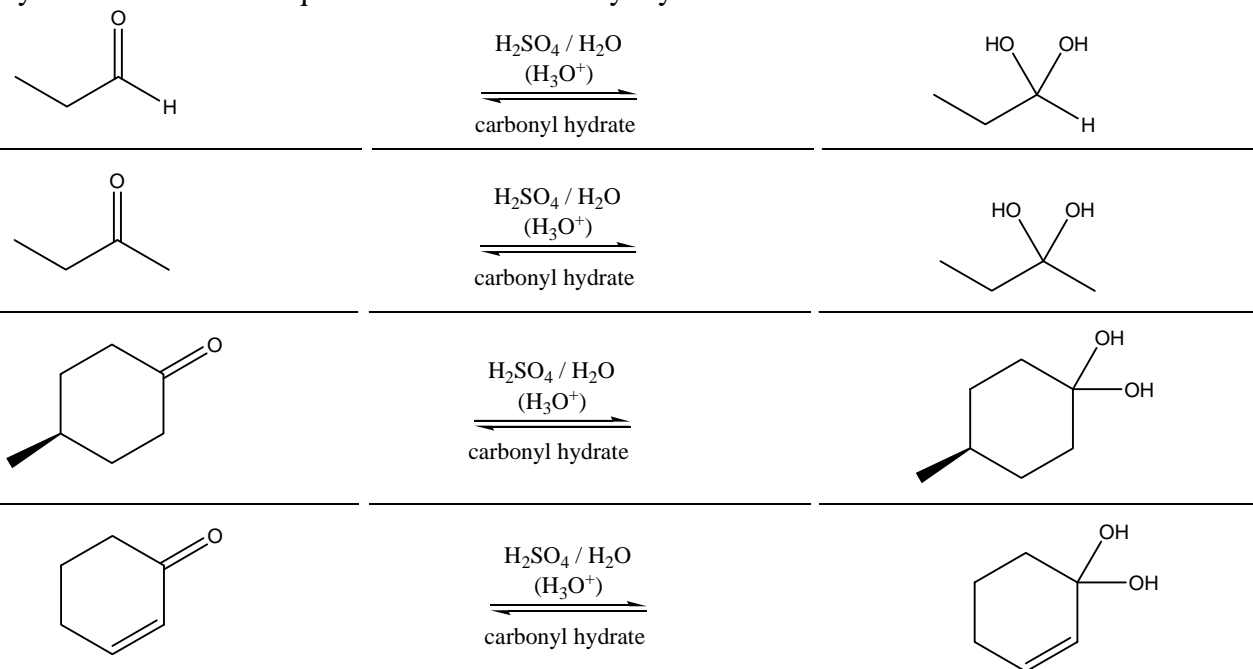 O
H
H₂SO₄ / H₂O
(H₃O⁺)
carbonyl hydrate
HO OH
H
O
H₂SO₄ / H₂O
(H₃O⁺)
carbonyl hydrate
HO OH
O
H₂SO₄ / H₂O
(H₃O⁺)
carbonyl hydrate
OH
OH
O
H₂SO₄ / H₂O
(H₃O⁺)
carbonyl hydrate
OH
OH